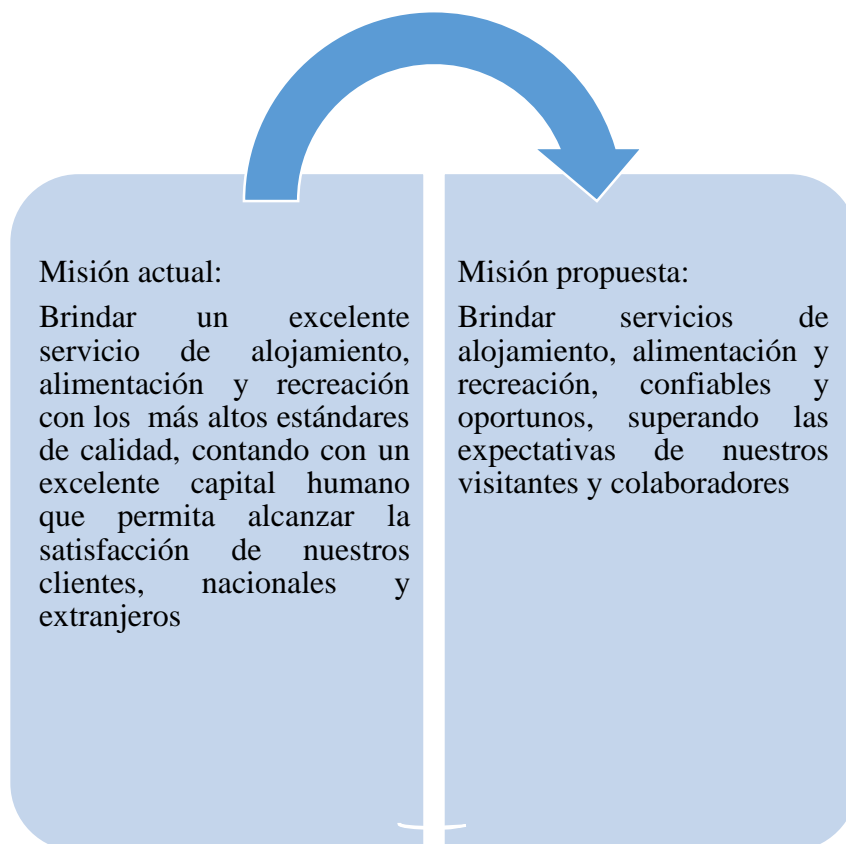 Misión actual:
Brindar un excelente
servicio de alojamiento,
alimentación y recreación
con los más altos estándares
de calidad, contando con un
excelente capital humano
que permita alcanzar la
satisfacción de nuestros
clientes, nacionales y
extranjeros
Misión propuesta:
Brindar servicios de
alojamiento, alimentación y
recreación, confiables y
oportunos, superando las
expectativas de nuestros
visitantes y colaboradores